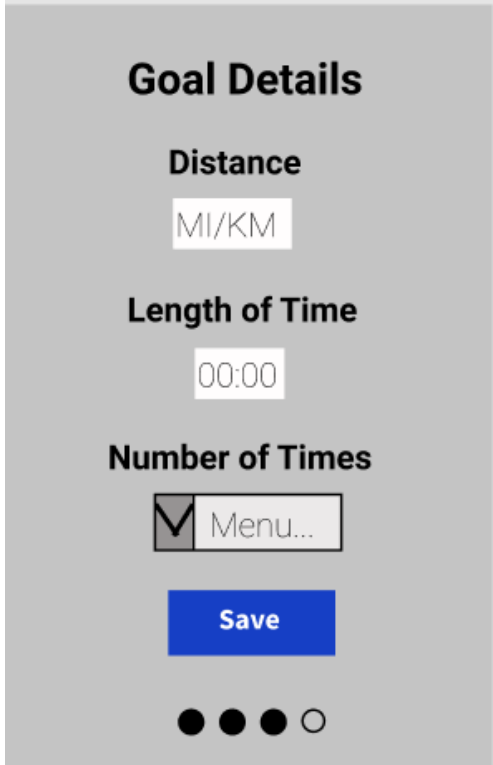 Goal Details
Distance
MI/KM
Length of Time
00:00
Number of Times
Menu...
Save